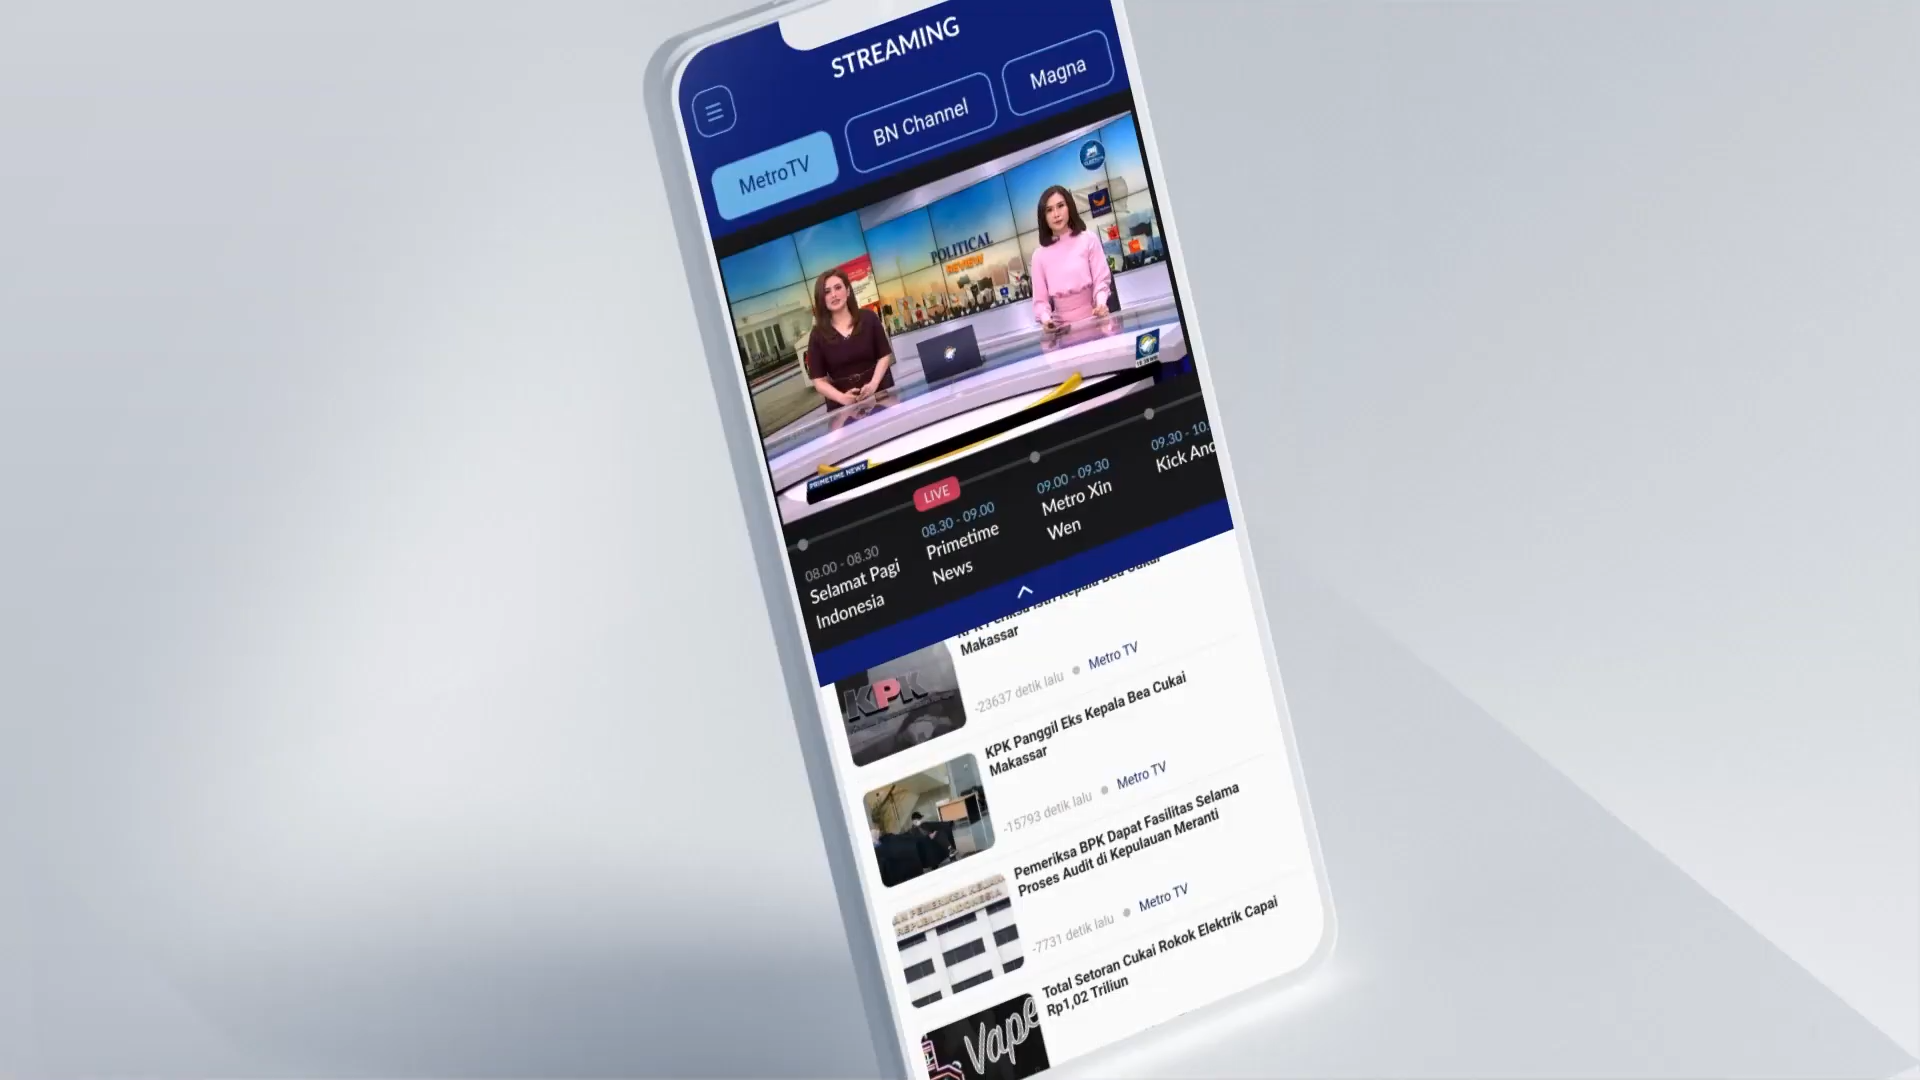 STREAMING
MetroTV
BN Channel
Magna
POLITICAL
REVIEW
PRIMETIME NEWS
LIVE
08.00 - 08.30
Selamat Pagi
Indonesia
08.30 - 09.00
Primetime
News
09.00 - 09.30
Metro Xin
Wen
09.30 - 10.
Kick And
Makassar
-23637 detik lalu
Metro TV
KPK
KPK Panggil Eks Kepala Bea Cukai
Makassar
-15793 detik lalu
Metro TV
Pemeriksa BPK Dapat Fasilitas Selama
Proses Audit di Kepulauan Meranti
-7731 detik lalu
Metro TV
REPUBLIK INDONESIA
Total Setoran Cukai Rokok Elektrik Capai
Rp1,02 Triliun
Vape